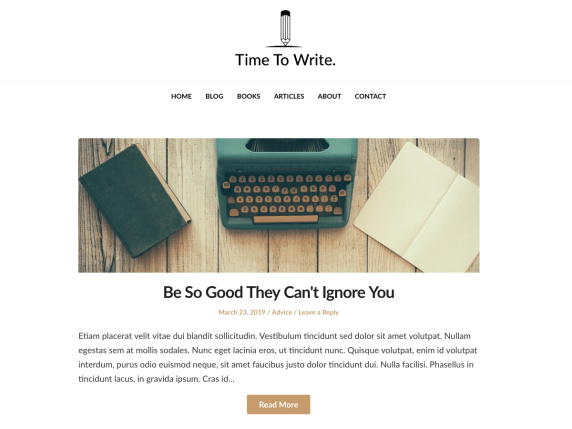 Time To Write.
HOME BLOG BOOKS ARTICLES ABOUT CONTACT
Be So Good They Can't Ignore You
March 23, 2019 / Advice / Leave a Reply
Etiam placerat velit vitae dui blandit sollicitudin. Vestibulum tincidunt sed dolor sit amet volutpat. Nullam
egestas sem at mollis sodales. Nunc eget lacinia eros, ut tincidunt nunc. Quisque volutpat, enim id volutpat
interdum, purus odio euismod neque, sit amet faucibus justo dolor tincidunt dui. Nulla facilisi. Phasellus in
tincidunt lacus, in gravida ipsum. Cras id...
Read More